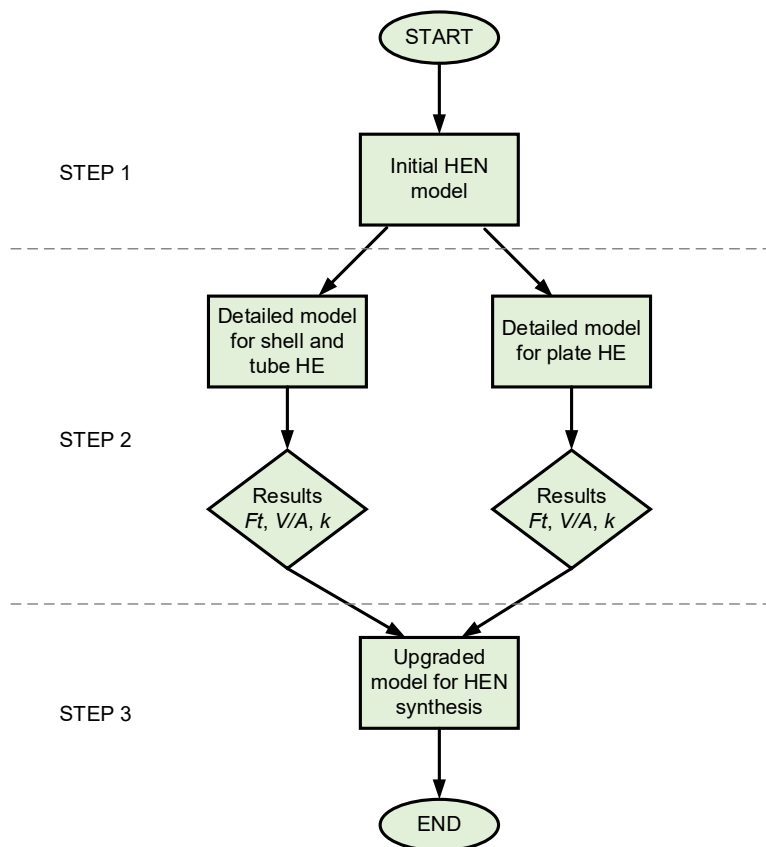 START
STEP 1
Initial HEN
model
Detailed model
for shell and
tube HE
Detailed model
for plate HE
STEP 2
Results
Ft, V/A, k
Results
Ft, V/A, k
Upgraded
model for HEN
synthesis
STEP 3
END